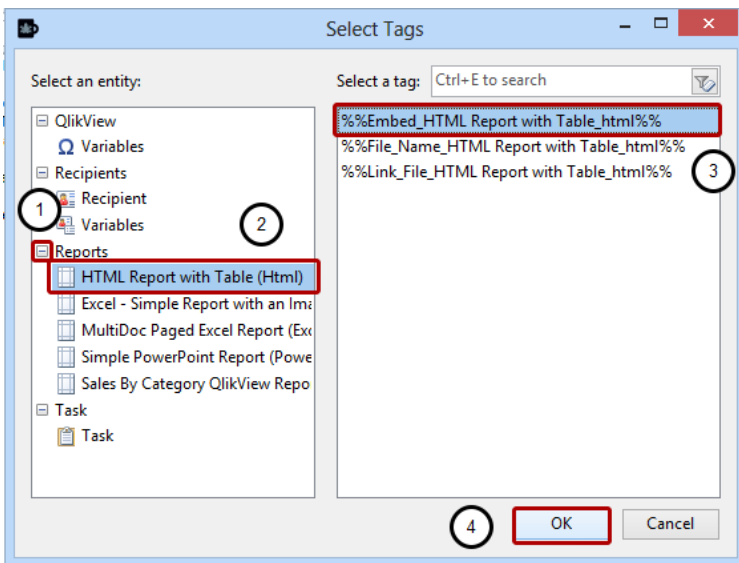 Select Tags
Select an entity:
Select a tag: Ctrl+E to search
QlikView
Ω Variables
Recipients
Recipient
Variables
Reports
HTML Report with Table (Html)
Excel - Simple Report with an Ima
MultiDoc Paged Excel Report (Exc
Simple PowerPoint Report (Powe
Sales By Category QlikView Repo
Task
Task
%%Embed_HTML Report with Table_html%%
%%File_Name_HTML Report with Table_html%%
%%Link_File_HTML Report with Table_html%%
1
2
3
4
OK
Cancel